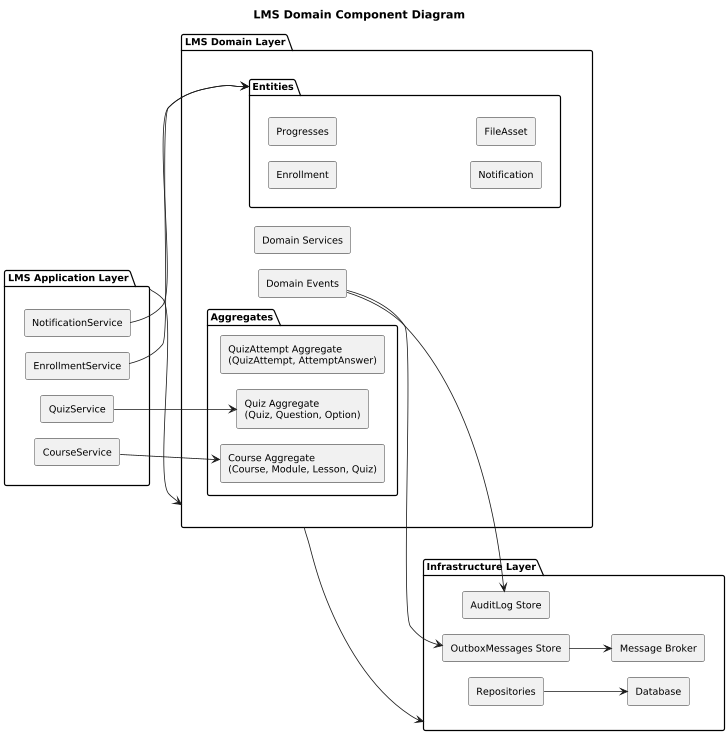 LMS Domain Component Diagram
LMS Domain Layer
Entities
Progresses
FileAsset
Enrollment
Notification
Domain Services
Domain Events
LMS Application Layer
NotificationService
EnrollmentService
QuizService
CourseService
Aggregates
QuizAttempt Aggregate
(QuizAttempt, AttemptAnswer)
Quiz Aggregate
(Quiz, Question, Option)
Course Aggregate
(Course, Module, Lesson, Quiz)
Infrastructure Layer
AuditLog Store
OutboxMessages Store
Message Broker
Repositories
Database